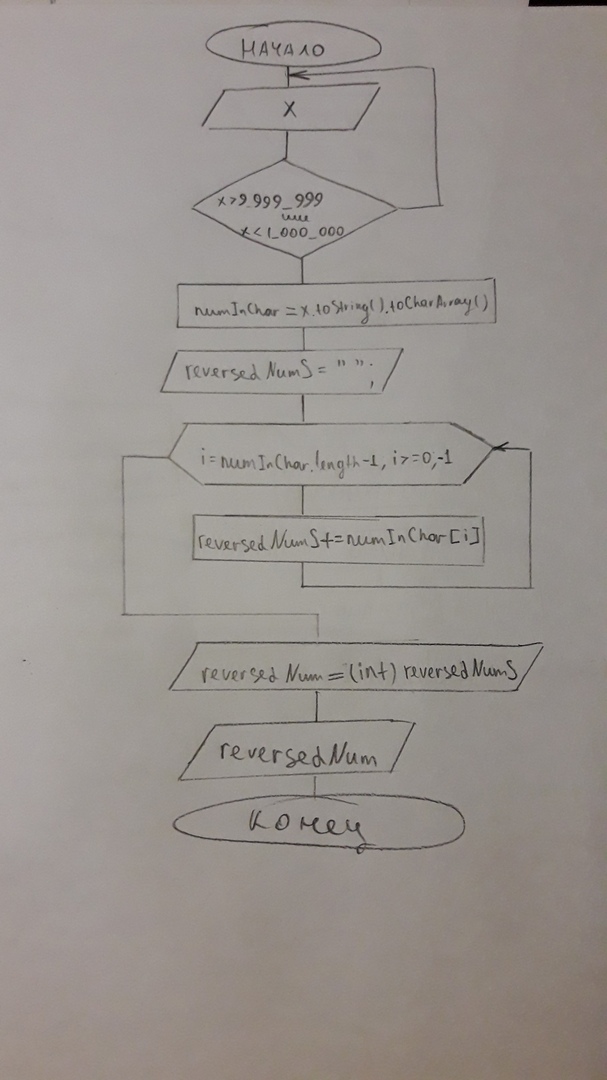 НАЧАЛО
X
x>9_999_999
или
x<1_000_000
numInChar=x.toString().toCharArray()
reversedNumS=" ";
i=numInChar.length-1, i>=0,-1
reversedNumS+=numInChar[i]
reversedNum=(int)reversedNumS
reversedNum
конец